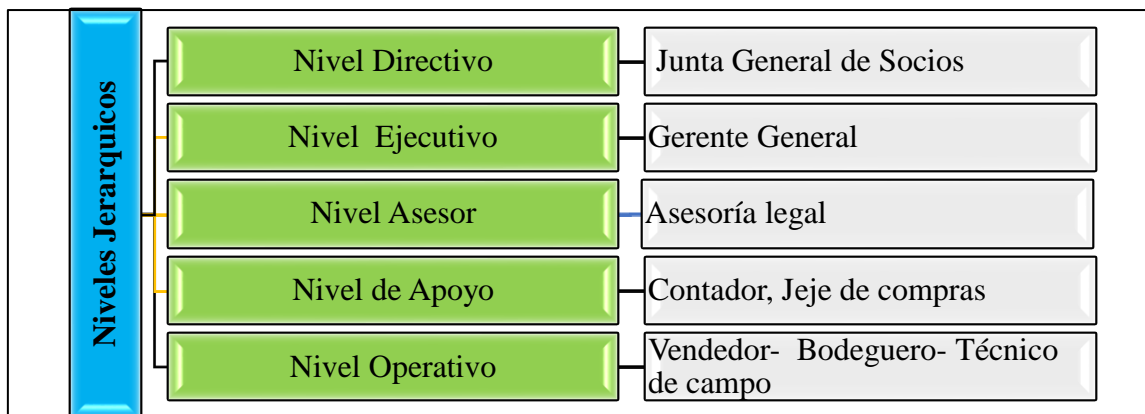 Niveles Jerarquicos
Nivel Directivo
Junta General de Socios
Nivel Ejecutivo
Gerente General
Nivel Asesor
Asesoría legal
Nivel de Apoyo
Contador, Jeje de compras
Nivel Operativo
Vendedor- Bodeguero- Técnico
de campo